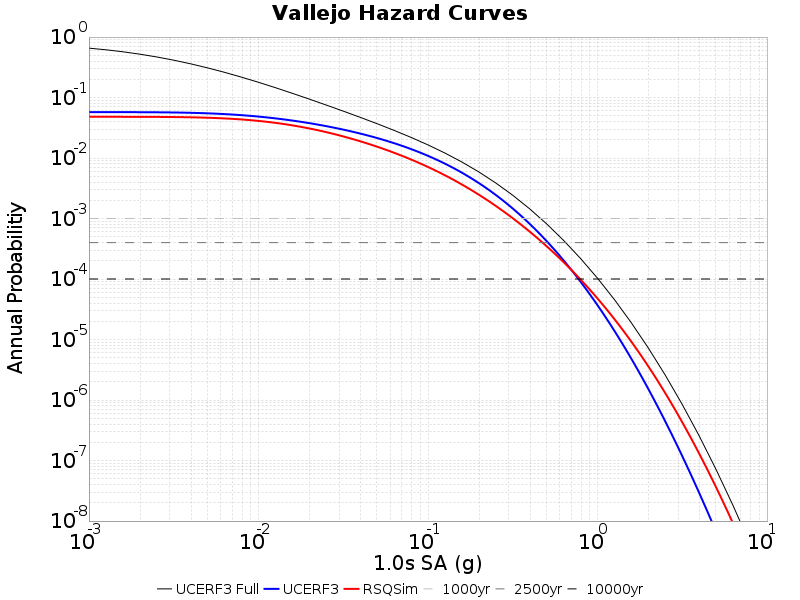 Vallejo Hazard Curves
Annual Probabilitiy
10^0
10^-1
10^-2
10^-3
10^-4
10^-5
10^-6
10^-7
10^-8
10^-3 10^-2 10^-1 10^0 10^1
1.0s SA (g)
UCERF3 Full UCERF3 RSQSim 1000yr 2500yr 10000yr